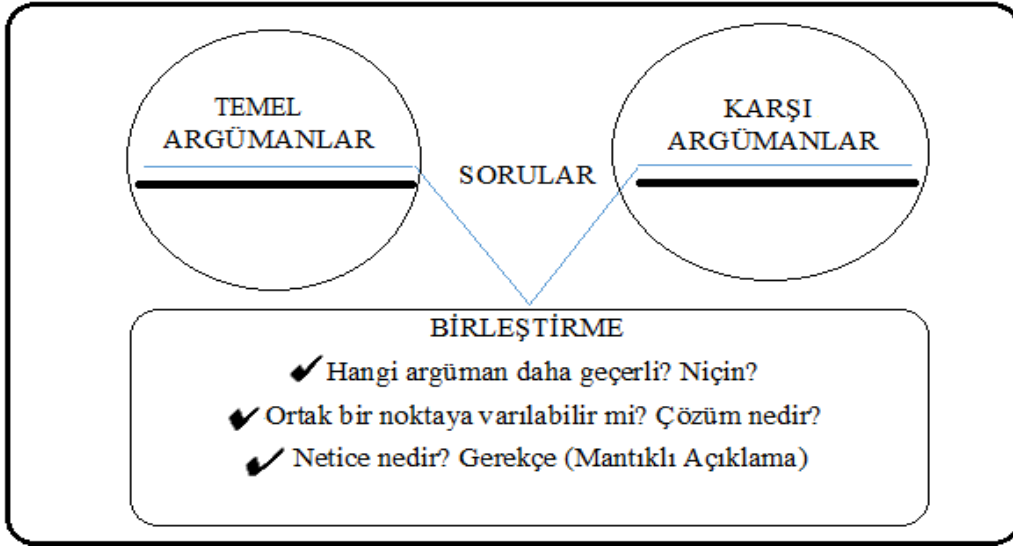 TEMEL
ARGÜMANLAR
KARŞI
ARGÜMANLAR
SORULAR
BİRLEŞTİRME
Hangi argüman daha geçerli? Niçin?
Ortak bir noktaya varılabilir mi? Çözüm nedir?
Netice nedir? Gerekçe (Mantıklı Açıklama)